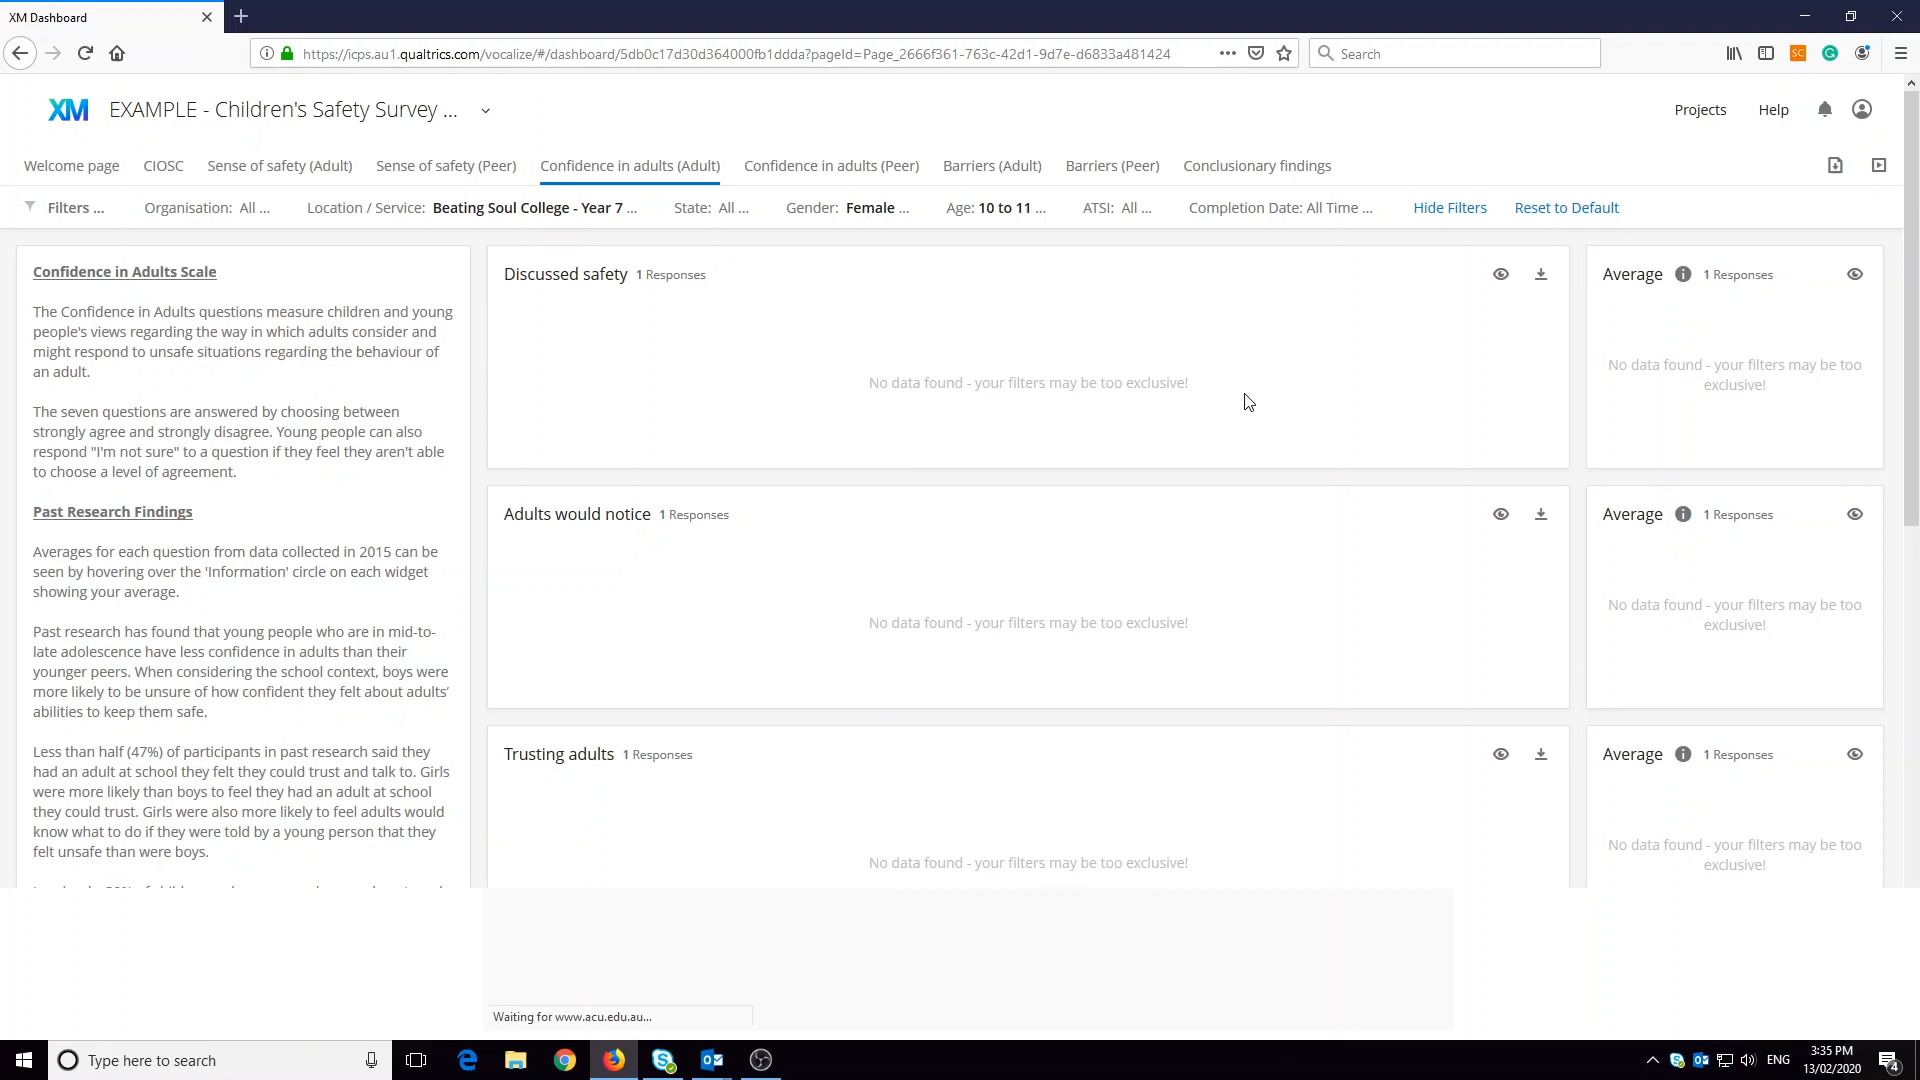 XM Dashboard
https://icps.au1.qualtrics.com/vocalize/#/dashboard/5db0c17d30d364000fb1ddda?pageId=Page_2666f361-763c-42d1-9d7e-d6833a481424
Search
XM EXAMPLE - Children's Safety Survey ...
Projects Help
Welcome page CIOSC Sense of safety (Adult) Sense of safety (Peer) Confidence in adults (Adult) Confidence in adults (Peer) Barriers (Adult) Barriers (Peer) Conclusionary findings
Filters ... Organisation: All ... Location / Service: Beating Soul College - Year 7 ... State: All ... Gender: Female ... Age: 10 to 11 ... ATSI: All ... Completion Date: All Time ... Hide Filters Reset to Default
Confidence in Adults Scale
The Confidence in Adults questions measure children and young
people's views regarding the way in which adults consider and
might respond to unsafe situations regarding the behaviour of
an adult.
The seven questions are answered by choosing between
strongly agree and strongly disagree. Young people can also
respond "I'm not sure" to a question if they feel they aren't able
to choose a level of agreement.
Past Research Findings
Averages for each question from data collected in 2015 can be
seen by hovering over the 'Information' circle on each widget
showing your average.
Past research has found that young people who are in mid-to-
late adolescence have less confidence in adults than their
younger peers. When considering the school context, boys were
more likely to be unsure of how confident they felt about adults'
abilities to keep them safe.
Less than half (47%) of participants in past research said they
had an adult at school they felt they could trust and talk to. Girls
were more likely than boys to feel they had an adult at school
they could trust. Girls were also more likely to feel adults would
know what to do if they were told by a young person that they
felt unsafe than were boys.
Discussed safety 1 Responses
No data found - your filters may be too exclusive!
Average 1 Responses
No data found - your filters may be too
exclusive!
Adults would notice 1 Responses
No data found - your filters may be too exclusive!
Average 1 Responses
No data found - your filters may be too
exclusive!
Trusting adults 1 Responses
No data found - your filters may be too exclusive!
Average 1 Responses
No data found - your filters may be too
exclusive!
Waiting for www.acu.edu.au...
Type here to search
ENG
3:35 PM
13/02/2020
4